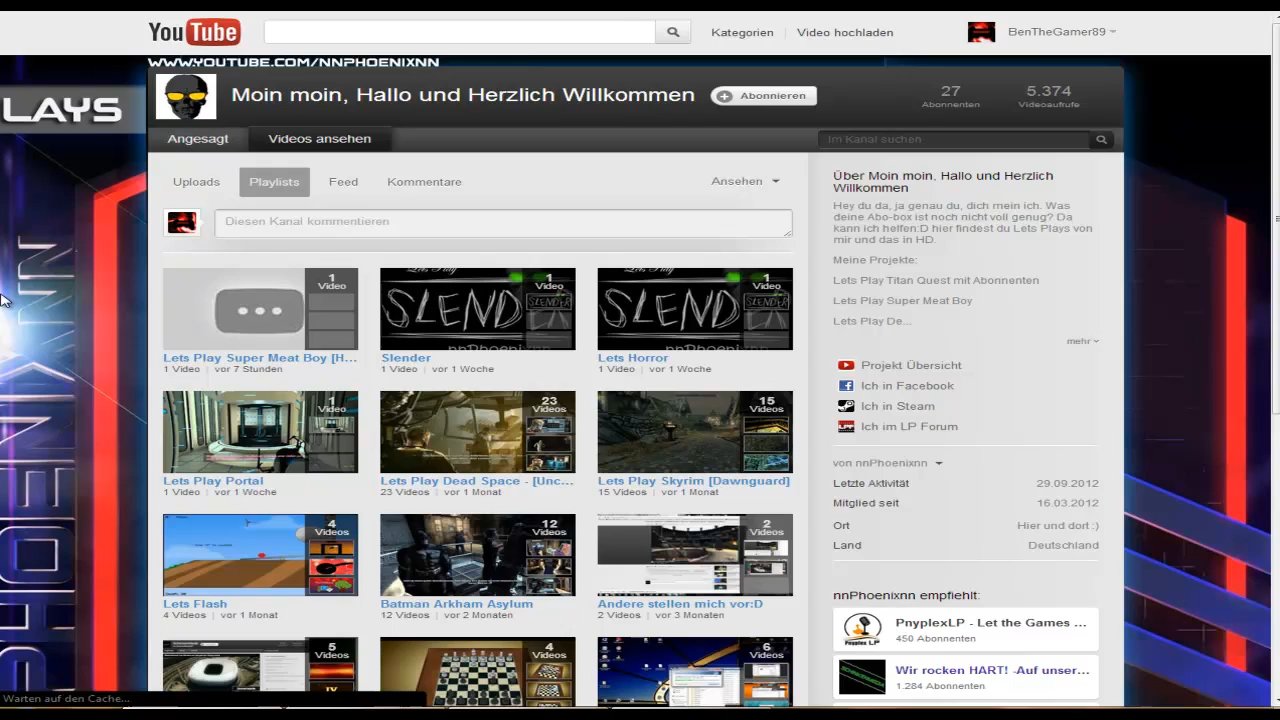 YouTube
Kategorien
Video hochladen
BenTheGamer89
WWW.YOUTUBE.COM/NNPHOENIXNN
LAYS
Moin moin, Hallo und Herzlich Willkommen
Abonnieren
27
Abonnenten
5.374
Videoaufrufe
Angesagt
Videos ansehen
Im Kanal suchen
Uploads
Playlists
Feed
Kommentare
Ansehen
Diesen Kanal kommentieren
1
Video
Lets Play Super Meat Boy [H...
1 Video | vor 7 Stunden
Lets Play
SLEND
SLENDER
nnPhoenixnn
1
Video
Slender
1 Video | vor 1 Woche
Lets Play
SLEND
SLENDER
nnPhoenixnn
1
Video
Lets Horror
1 Video | vor 1 Woche
1
Video
Lets Play Portal
1 Video | vor 1 Woche
23
Videos
Lets Play Dead Space - [Unc...
23 Videos | vor 1 Monat
15
Videos
Lets Play Skyrim [Dawnguard]
15 Videos | vor 1 Monat
4
Videos
Lets Flash
4 Videos | vor 1 Monat
12
Videos
Batman Arkham Asylum
12 Videos | vor 2 Monaten
2
Videos
Andere stellen mich vor:D
2 Videos | vor 3 Monaten
5
Videos
4
Videos
6
Videos
Über Moin moin, Hallo und Herzlich
Willkommen
Hey du da, ja genau du, dich mein ich. Was
deine Abo-box ist noch nicht voll genug? Da
kann ich helfen:D hier findest du Lets Plays von
mir und das in HD.
Meine Projekte:
Lets Play Titan Quest mit Abonnenten
Lets Play Super Meat Boy
Lets Play De...
mehr
Projekt Übersicht
Ich in Facebook
Ich in Steam
Ich im LP Forum
von nnPhoenixnn
Letzte Aktivität 29.09.2012
Mitglied seit 16.03.2012
Ort Hier und dort :)
Land Deutschland
nnPhoenixnn empfiehlt:
PnyplexLP - Let the Games ...
450 Abonnenten
Wir rocken HART! -Auf unser...
1.284 Abonnenten
Warten auf den Cache...